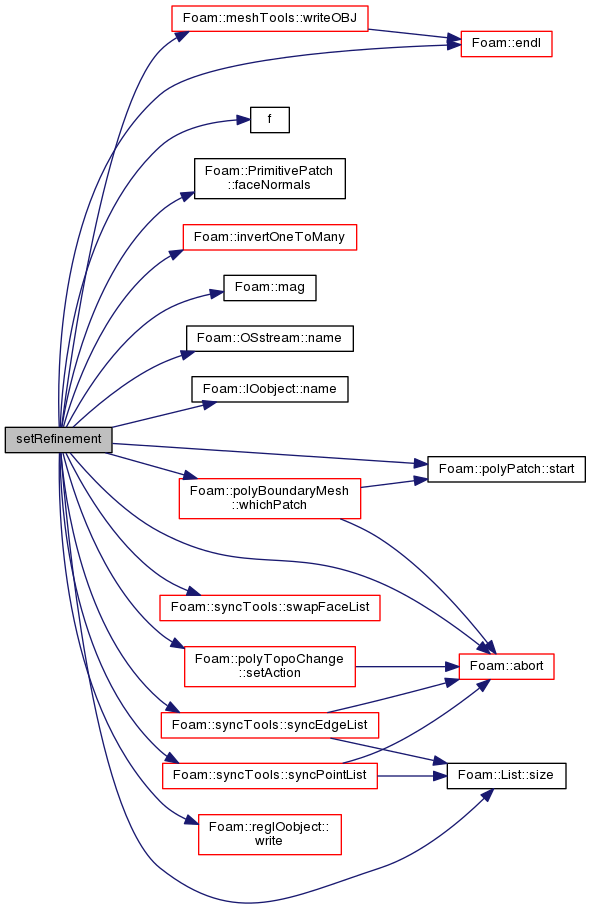 Foam::meshTools::writeOBJ
Foam::endl
f
Foam::PrimitivePatch
::faceNormals
Foam::invertOneToMany
Foam::mag
Foam::OSstream::name
Foam::IOobject::name
setRefinement
Foam::polyPatch::start
Foam::polyBoundaryMesh
::whichPatch
Foam::syncTools::swapFaceList
Foam::polyTopoChange
::setAction
Foam::abort
Foam::syncTools::syncEdgeList
Foam::syncTools::syncPointList
Foam::List::size
Foam::regIOobject::
write